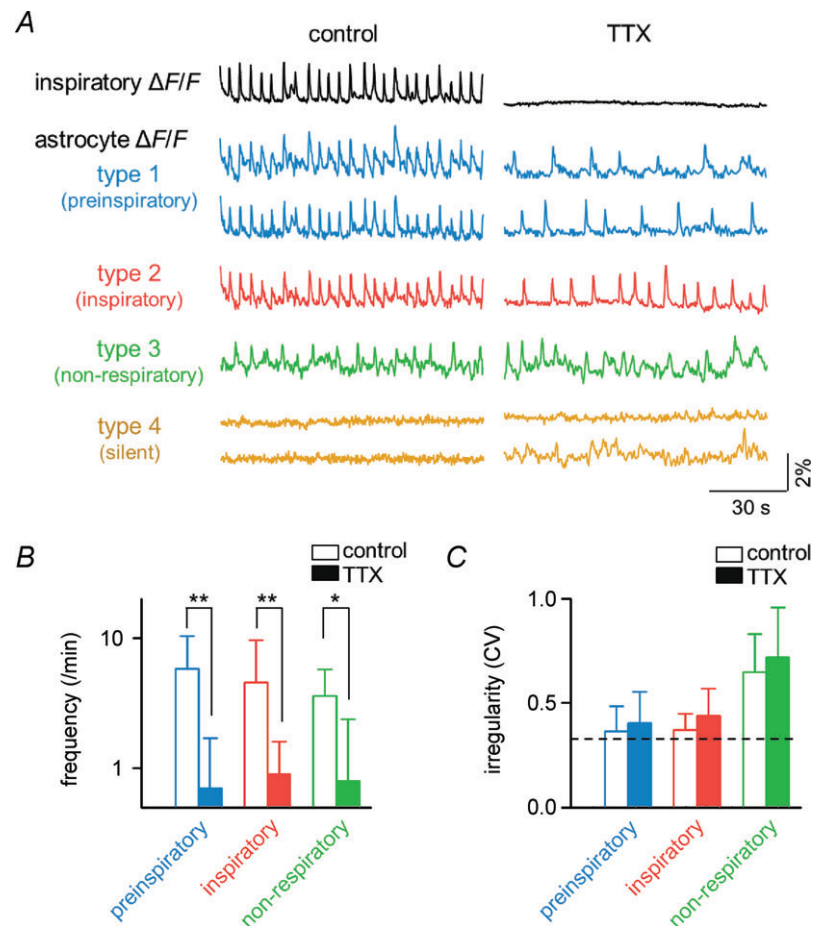 A
control
TTX
inspiratory ΔF/F
astrocyte ΔF/F
type 1
(preinspiratory)
type 2
(inspiratory)
type 3
(non-respiratory)
type 4
(silent)
2%
30 s
B
control
TTX
** ** *
10
1
frequency (/min)
preinspiratory
inspiratory
non-respiratory
C
control
TTX
1.0
0.5
0.0
irregularity (CV)
preinspiratory
inspiratory
non-respiratory